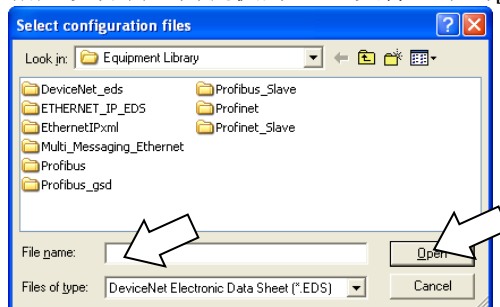 Select configuration files
Look in: Equipment Library
DeviceNet_eds
ETHERNET_IP_EDS
EthernetIPxml
Multi_Messaging_Ethernet
Profibus
Profibus_gsd
Profibus_Slave
Profinet
Profinet_Slave
File name:
Open
Files of type: DeviceNet Electronic Data Sheet (*.EDS)
Cancel